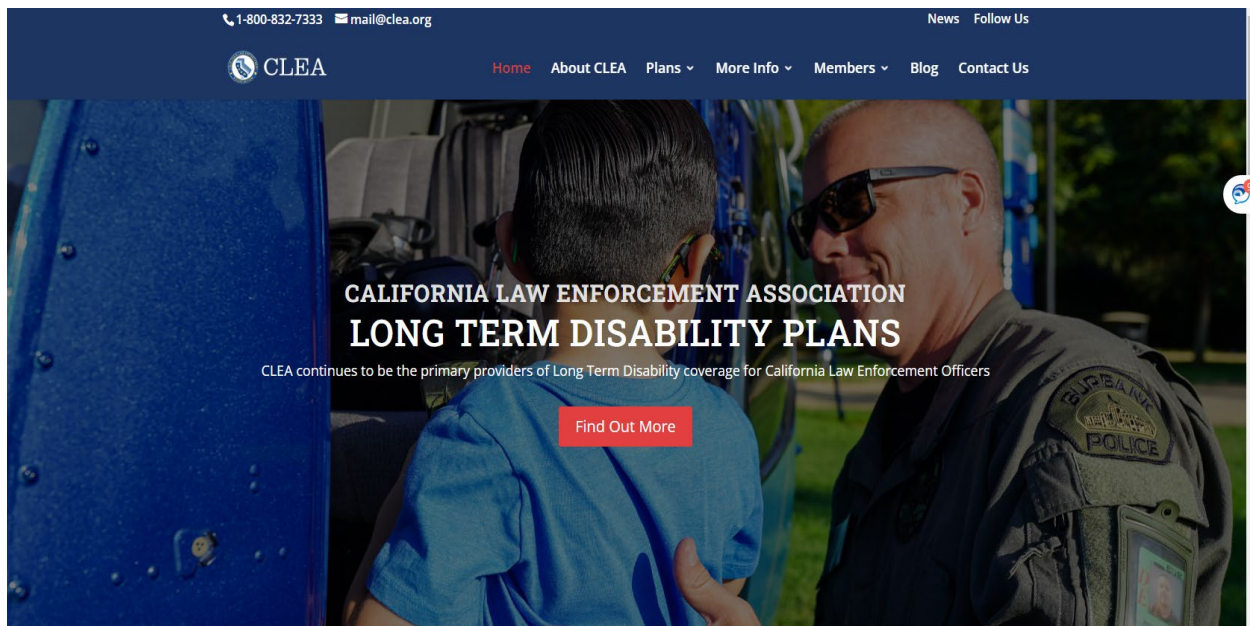 1-800-832-7333 mail@clea.org News Follow Us
CLEA Home About CLEA Plans More Info Members Blog Contact Us
CALIFORNIA LAW ENFORCEMENT ASSOCIATION
LONG TERM DISABILITY PLANS
CLEA continues to be the primary providers of Long Term Disability coverage for California Law Enforcement Officers
Find Out More
BURBANK
POLICE